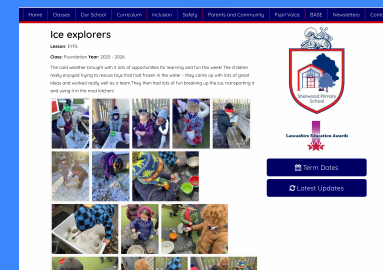 Home Classes Our School Curriculum Inclusion Safety Parents and Community Pupil Voice BASE Newsletters
Ice explorers
Lesson: EYFS
Class: Foundation Year: 2025 - 2026
The cold weather brought with it lots of opportunities for learning and fun this week! The children
really enjoyed trying to rescue toys that had frozen in the water - they came up with lots of great
ideas and worked really well as a team. They then had lots of fun breaking up the ice, transporting it
and using it in the mud kitchen!
Sherwood Primary
School
Lancashire Education Awards
Term Dates
Latest Updates